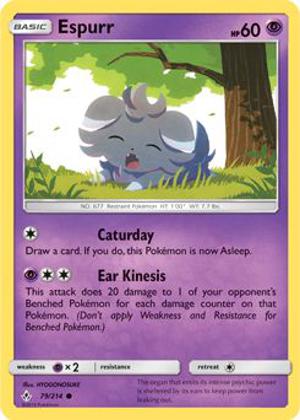 BASIC Espurr HP60
NO. 677 Restraint Pokémon HT: 1'00" WT: 7.7 lbs.
Caturday
Draw a card. If you do, this Pokémon is now Asleep.
Ear Kinesis
This attack does 20 damage to 1 of your opponent's
Benched Pokémon for each damage counter on that
Pokémon. (Don't apply Weakness and Resistance for
Benched Pokémon.)
weakness ×2 resistance retreat
Illus. HYOGONOSUKE
79/214
The organ that emits its intense psychic power
is sheltered by its ears to keep power from
leaking out.